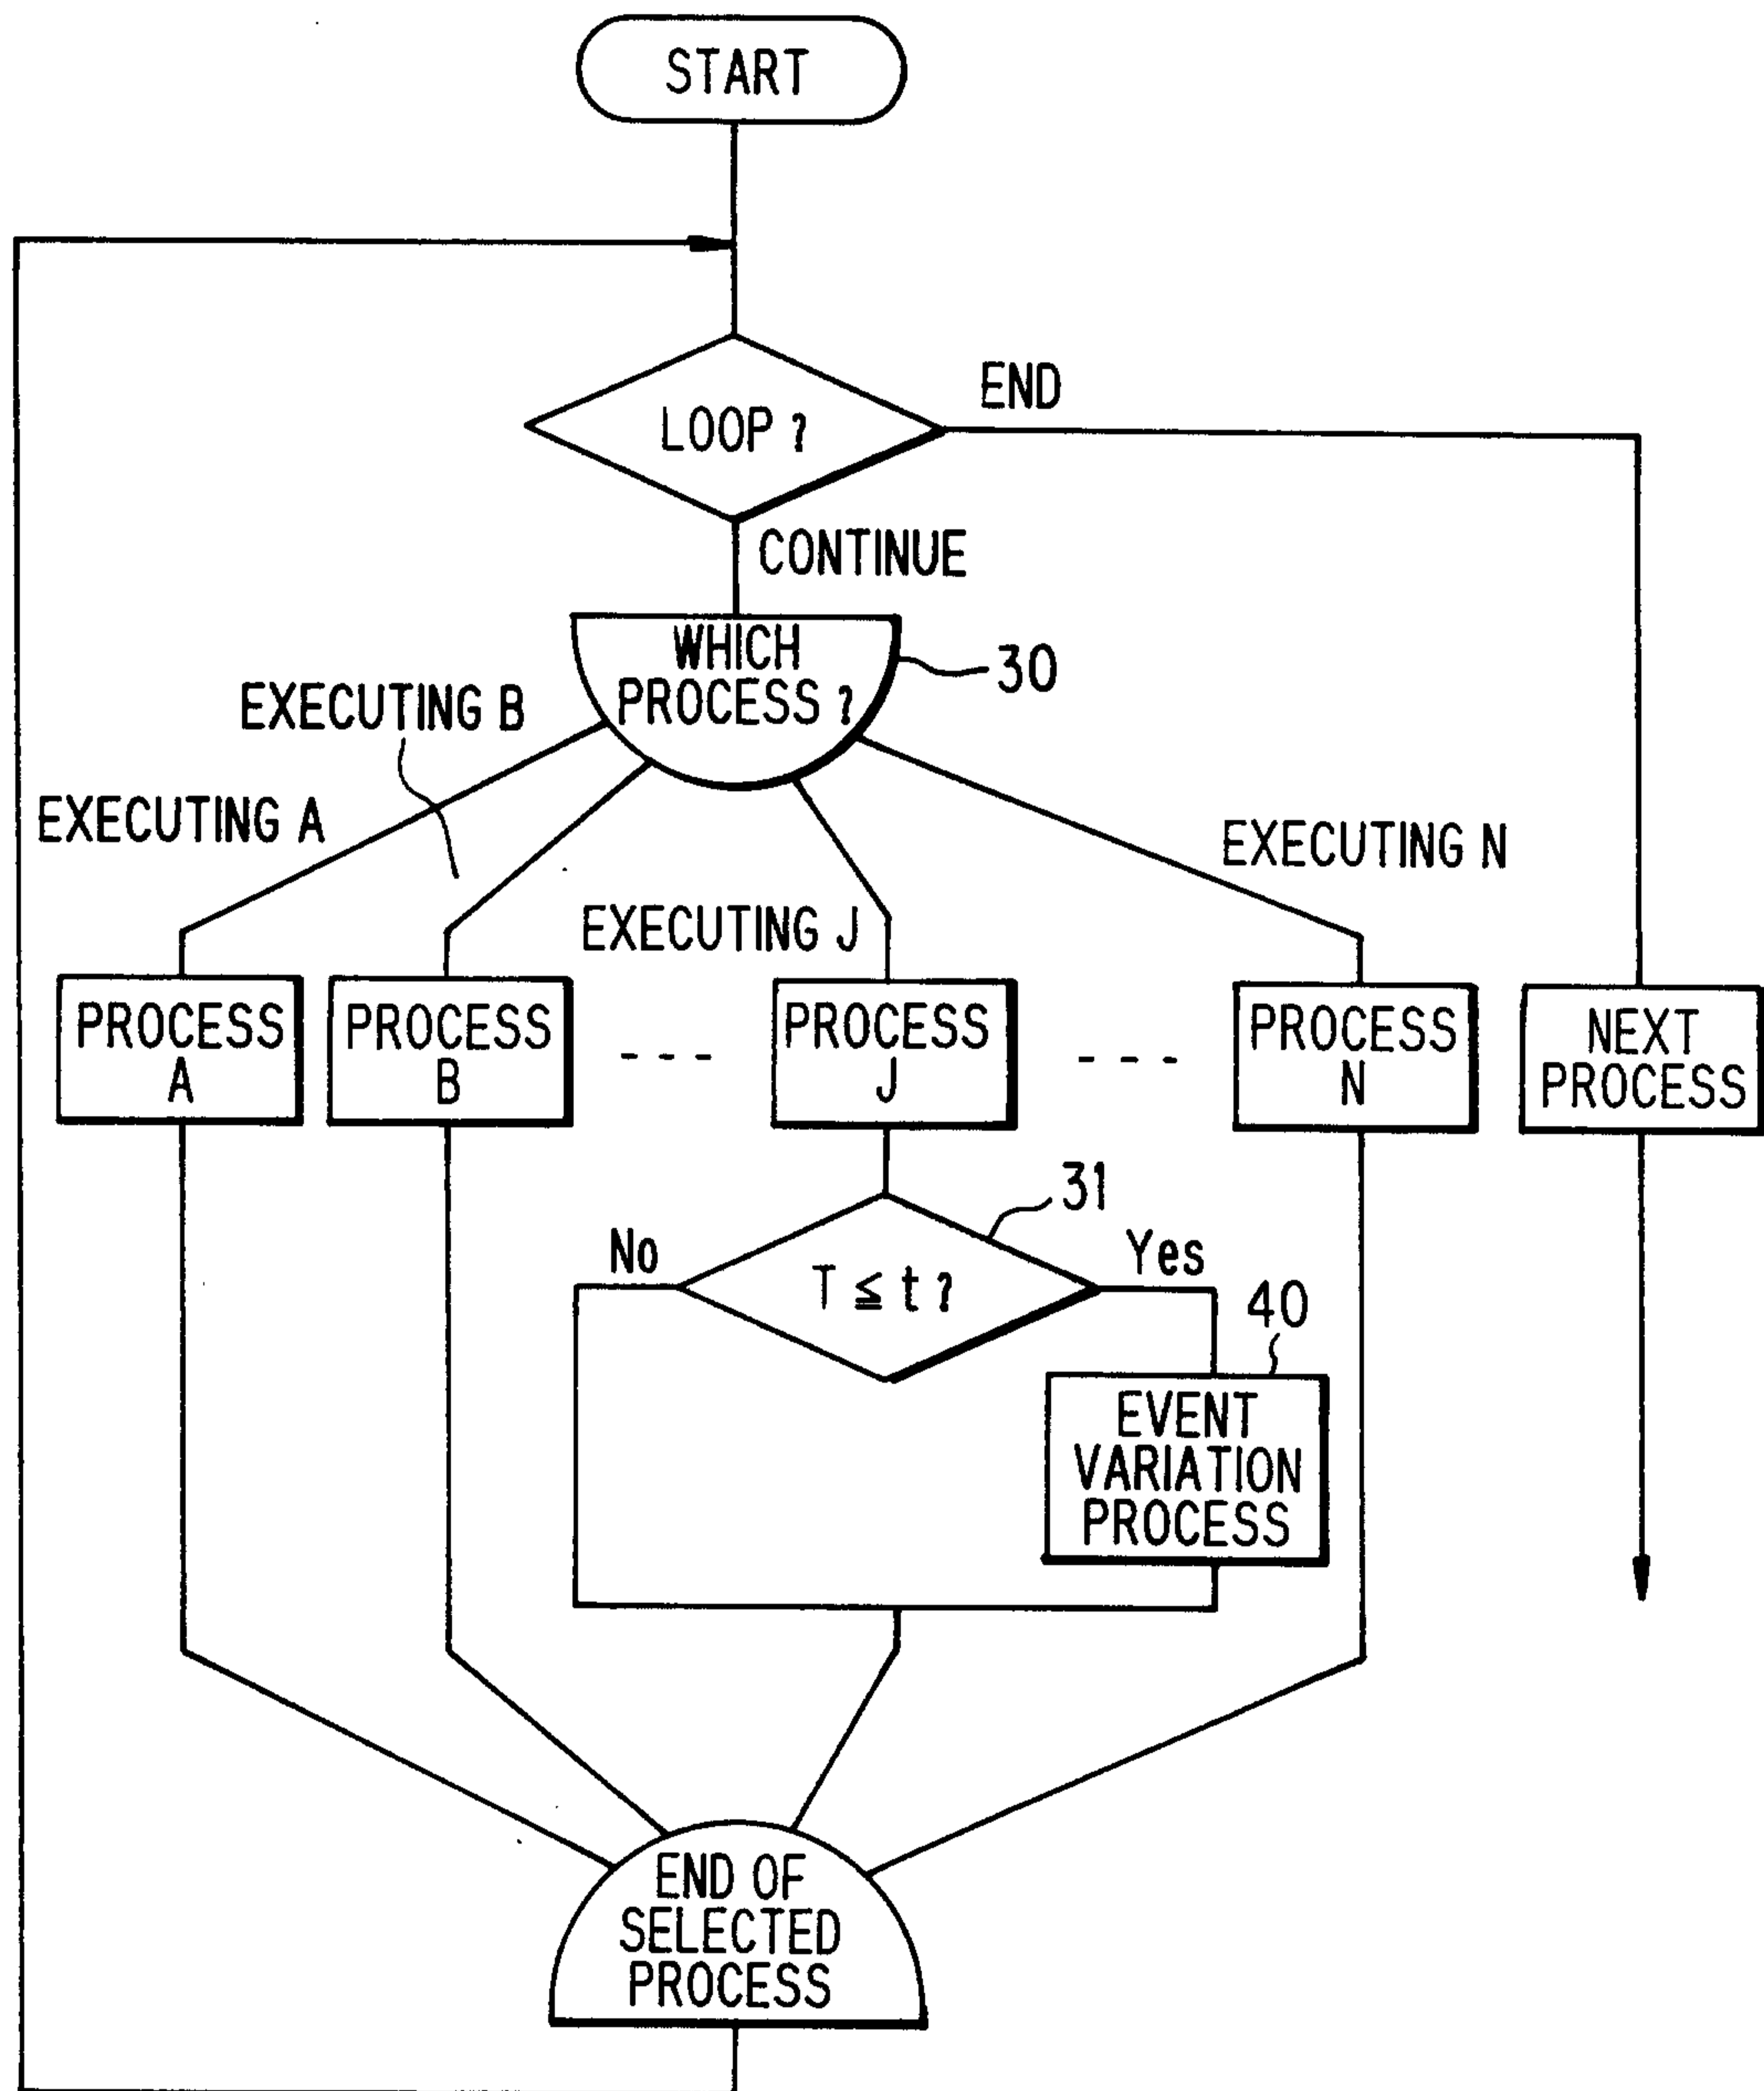 START
LOOP ?
END
CONTINUE
WHICH
PROCESS ?
30
EXECUTING B
EXECUTING A
EXECUTING N
EXECUTING J
PROCESS
A
PROCESS
B
- - -
PROCESS
J
- - -
PROCESS
N
NEXT
PROCESS
31
No
Yes
T ≦ t ?
40
EVENT
VARIATION
PROCESS
END OF
SELECTED
PROCESS